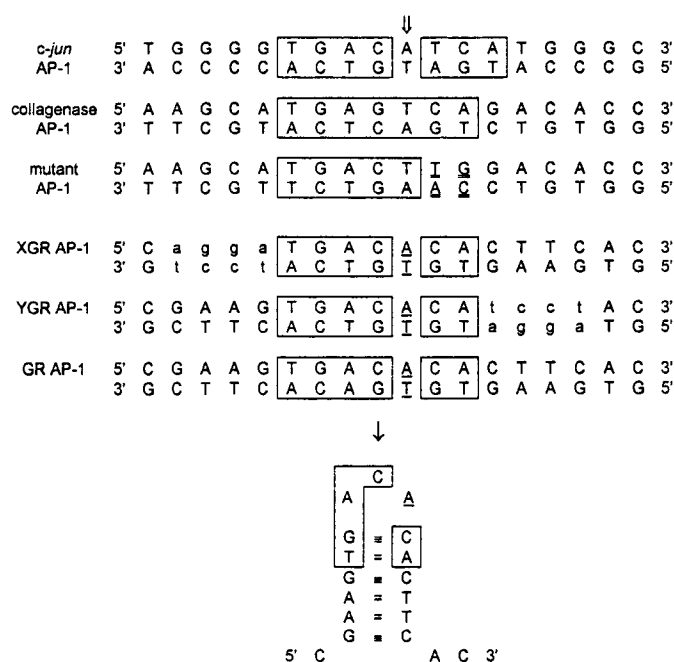 ⇓
c-jun 5' T G G G G T G A C A T C A T G G G C 3'
AP-1 3' A C C C C A C T G T A G T A C C C G 5'
collagenase 5' A A G C A T G A G T C A G A C A C C 3'
AP-1 3' T T C G T A C T C A G T C T G T G G 5'
mutant 5' A A G C A T G A C T T G G A C A C C 3'
AP-1 3' T T C G T T C T G A A C C T G T G G 5'
XGR AP-1 5' C a g g a T G A C A C A C T T C A C 3'
3' G t c c t A C T G T G T G A A G T G 5'
YGR AP-1 5' C G A A G T G A C A C A t c c t A C 3'
3' G C T T C A C T G T G T a g g a T G 5'
GR AP-1 5' C G A A G T G A C A C A C T T C A C 3'
3' G C T T C A C A G T G T G A A G T G 5'
↓
C
A A
G ≡ C
T = A
G ≡ C
A = T
A = T
G ≡ C
5' C A C 3'